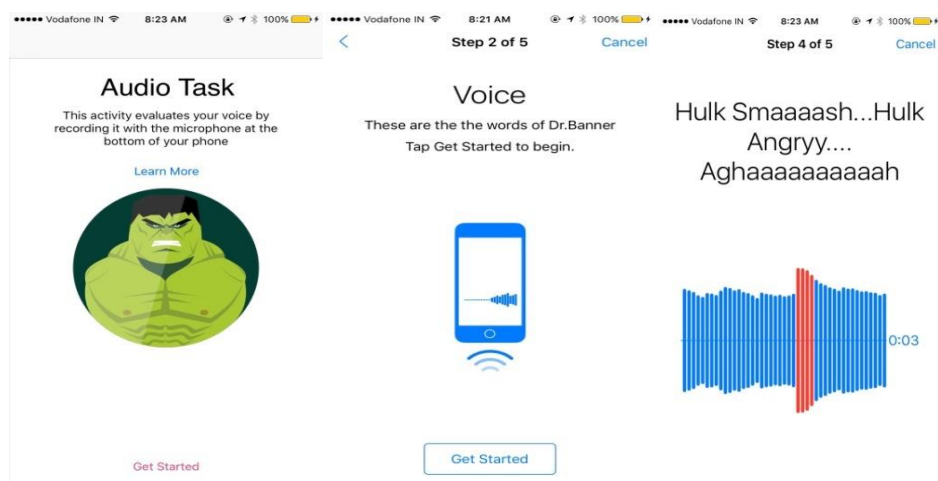 Vodafone IN 8:23 AM 100%
Audio Task
This activity evaluates your voice by
recording it with the microphone at the
bottom of your phone
Learn More
Get Started
Vodafone IN 8:21 AM 100%
Step 2 of 5 Cancel
Voice
These are the the words of Dr.Banner
Tap Get Started to begin.
Get Started
Vodafone IN 8:23 AM 100%
Step 4 of 5 Cancel
Hulk Smaaaash...Hulk
Angryy....
Aghaaaaaaaaaah
0:03